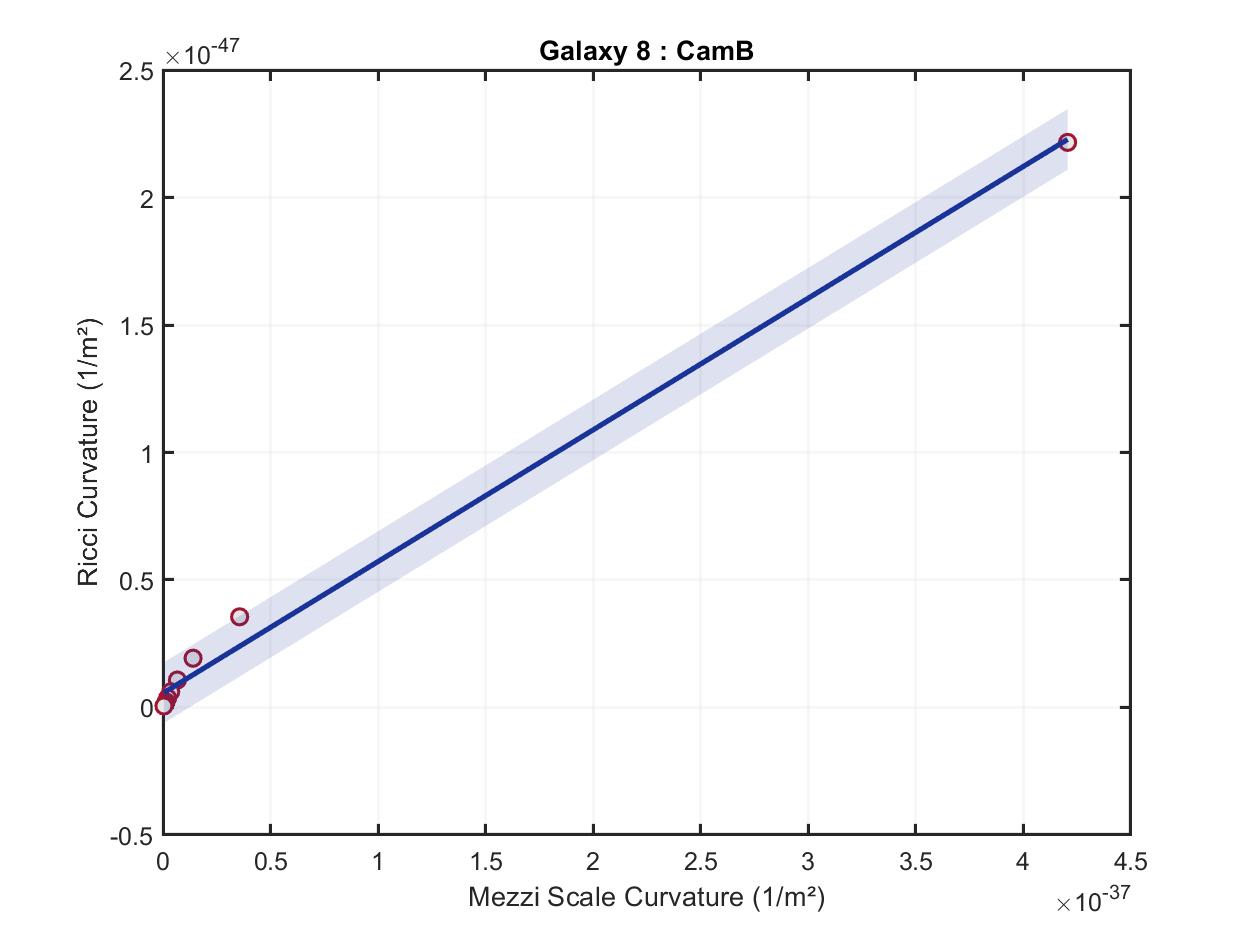 ×10⁻⁴⁷
Galaxy 8 : CamB
2.5
2
1.5
1
0.5
0
-0.5
Ricci Curvature (1/m²)
0 0.5 1 1.5 2 2.5 3 3.5 4 4.5
Mezzi Scale Curvature (1/m²)
×10⁻³⁷